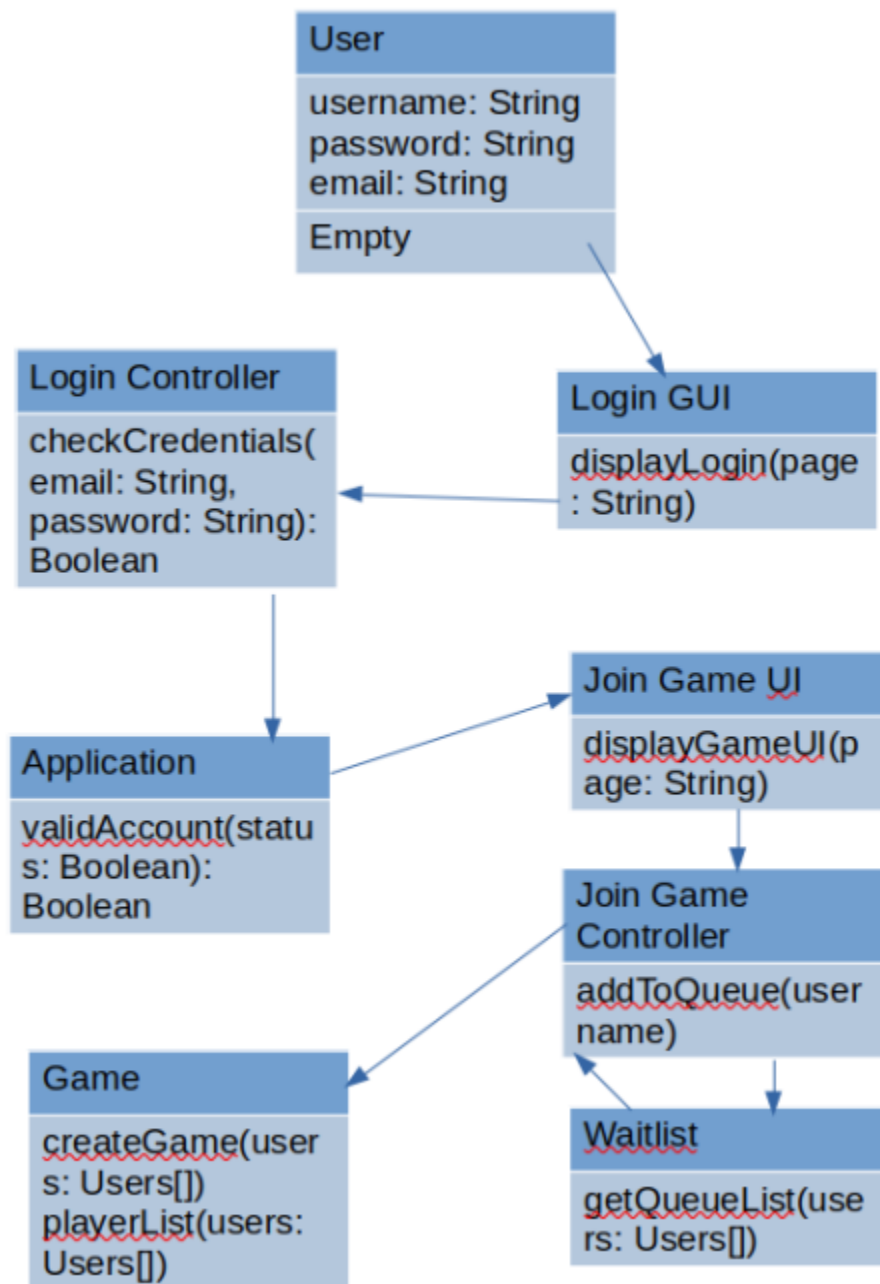 User
username: String
password: String
email: String
Empty
Login Controller
checkCredentials(
email: String,
password: String):
Boolean
Login GUI
displayLogin(page
: String)
Application
validAccount(statu
s: Boolean):
Boolean
Join Game UI
displayGameUI(p
age: String)
Join Game
Controller
addToQueue(user
name)
Game
createGame(user
s: Users[])
playerList(users:
Users[])
Waitlist
getQueueList(use
rs: Users[])